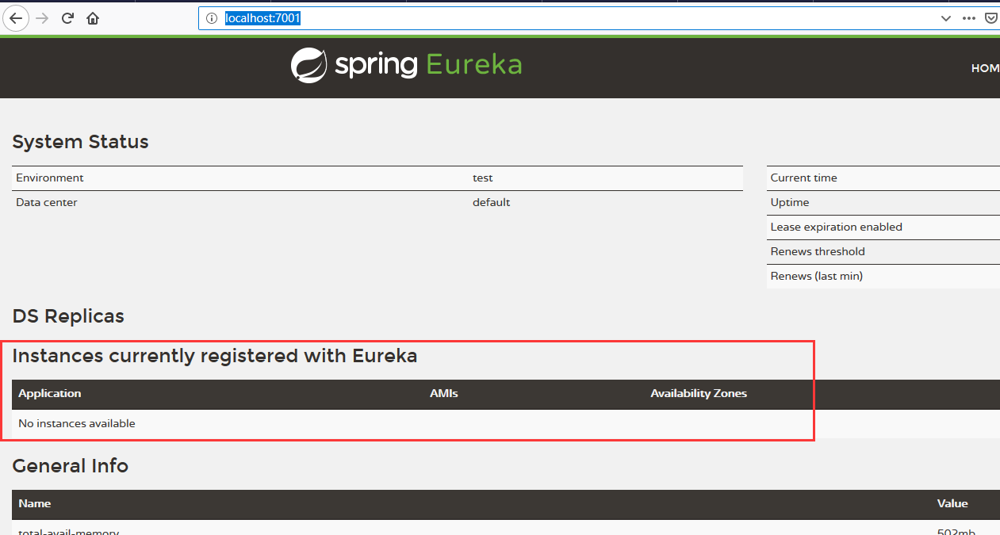 localhost:7001
spring Eureka
HOM
System Status
Environment test
Data center default
Current time
Uptime
Lease expiration enabled
Renews threshold
Renews (last min)
DS Replicas
Instances currently registered with Eureka
Application AMIs Availability Zones
No instances available
General Info
Name Value
total-avail-memory 502mb